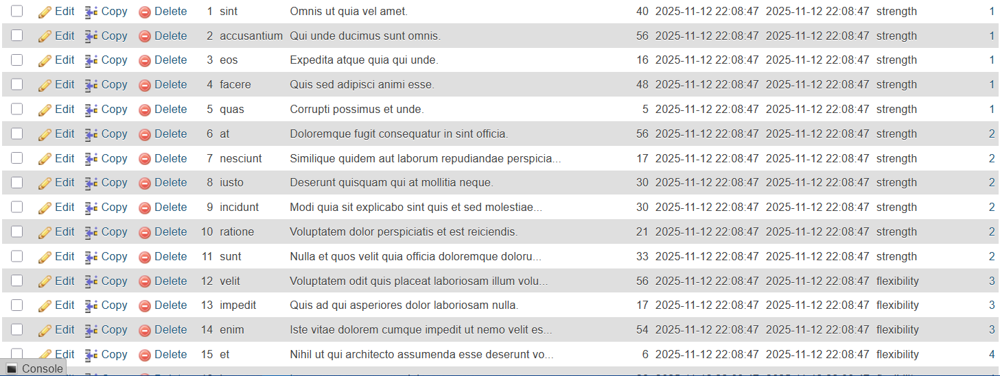 Edit Copy Delete 1 sint Omnis ut quia vel amet. 40 2025-11-12 22:08:47 2025-11-12 22:08:47 strength 1
Edit Copy Delete 2 accusantium Qui unde ducimus sunt omnis. 56 2025-11-12 22:08:47 2025-11-12 22:08:47 strength 1
Edit Copy Delete 3 eos Expedita atque quia qui unde. 16 2025-11-12 22:08:47 2025-11-12 22:08:47 strength 1
Edit Copy Delete 4 facere Quis sed adipisci animi esse. 48 2025-11-12 22:08:47 2025-11-12 22:08:47 strength 1
Edit Copy Delete 5 quas Corrupti possimus et unde. 5 2025-11-12 22:08:47 2025-11-12 22:08:47 strength 1
Edit Copy Delete 6 at Doloremque fugit consequatur in sint officia. 56 2025-11-12 22:08:47 2025-11-12 22:08:47 strength 2
Edit Copy Delete 7 nesciunt Similique quidem aut laborum repudiandae perspicia... 17 2025-11-12 22:08:47 2025-11-12 22:08:47 strength 2
Edit Copy Delete 8 iusto Deserunt quisquam qui at mollitia neque. 30 2025-11-12 22:08:47 2025-11-12 22:08:47 strength 2
Edit Copy Delete 9 incidunt Modi quia sit explicabo sint quis et sed molestiae... 30 2025-11-12 22:08:47 2025-11-12 22:08:47 strength 2
Edit Copy Delete 10 ratione Voluptatem dolor perspiciatis et est reiciendis. 21 2025-11-12 22:08:47 2025-11-12 22:08:47 strength 2
Edit Copy Delete 11 sunt Nulla et quos velit quia officia doloremque doloru... 33 2025-11-12 22:08:47 2025-11-12 22:08:47 strength 2
Edit Copy Delete 12 velit Voluptatem odit quis placeat laboriosam illum volu... 56 2025-11-12 22:08:47 2025-11-12 22:08:47 flexibility 3
Edit Copy Delete 13 impedit Quis ad qui asperiores dolor laboriosam nulla. 17 2025-11-12 22:08:47 2025-11-12 22:08:47 flexibility 3
Edit Copy Delete 14 enim Iste vitae dolorem cumque impedit ut nemo velit es... 54 2025-11-12 22:08:47 2025-11-12 22:08:47 flexibility 3
Edit Copy Delete 15 et Nihil ut qui architecto assumenda esse deserunt vo... 6 2025-11-12 22:08:47 2025-11-12 22:08:47 flexibility 4
Console